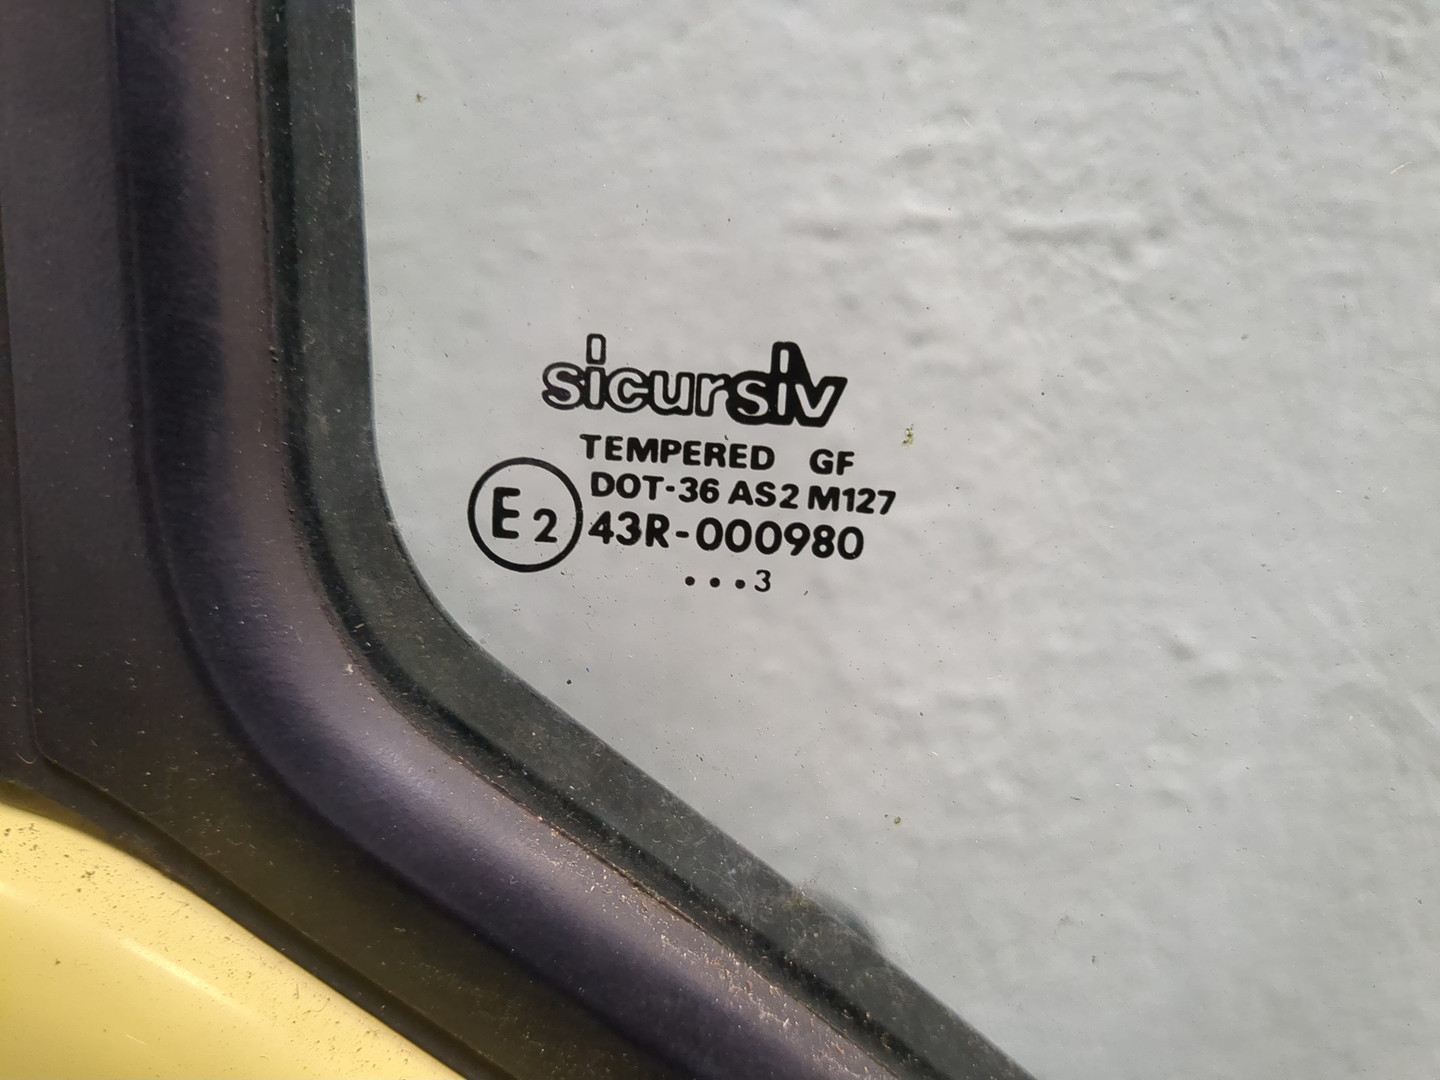 sicursiv
TEMPERED GF
DOT-36 AS2 M127
E2 43R-000980
...3